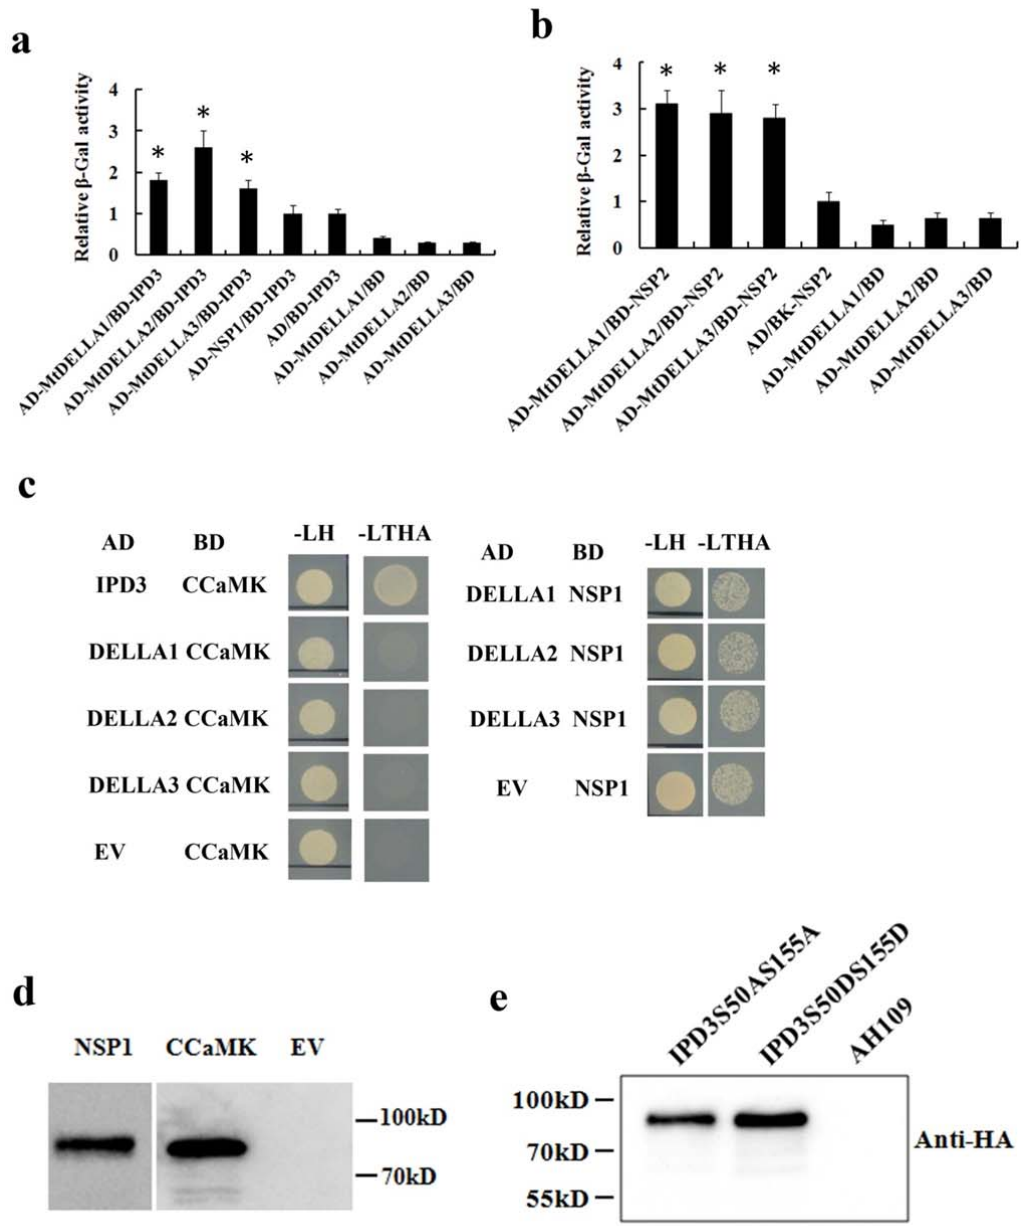 a
Relative β-Gal activity
4
3
2
1
0
* * *
AD-MtDELLA1/BD-IPD3
AD-MtDELLA2/BD-IPD3
AD-MtDELLA3/BD-IPD3
AD-NSP1/BD-IPD3
AD/BD-IPD3
AD-MtDELLA1/BD
AD-MtDELLA2/BD
AD-MtDELLA3/BD
b
Relative β-Gal activity
4
3
2
1
0
* * *
AD-MtDELLA1/BD-NSP2
AD-MtDELLA2/BD-NSP2
AD-MtDELLA3/BD-NSP2
AD/BK-NSP2
AD-MtDELLA1/BD
AD-MtDELLA2/BD
AD-MtDELLA3/BD
c
AD BD -LH -LTHA
IPD3 CCaMK
DELLA1 CCaMK
DELLA2 CCaMK
DELLA3 CCaMK
EV CCaMK
AD BD -LH -LTHA
DELLA1 NSP1
DELLA2 NSP1
DELLA3 NSP1
EV NSP1
d
NSP1 CCaMK EV
100kD
70kD
e
IPD3S50AS155A
IPD3S50DS155D
AH109
100kD
70kD
55kD
Anti-HA